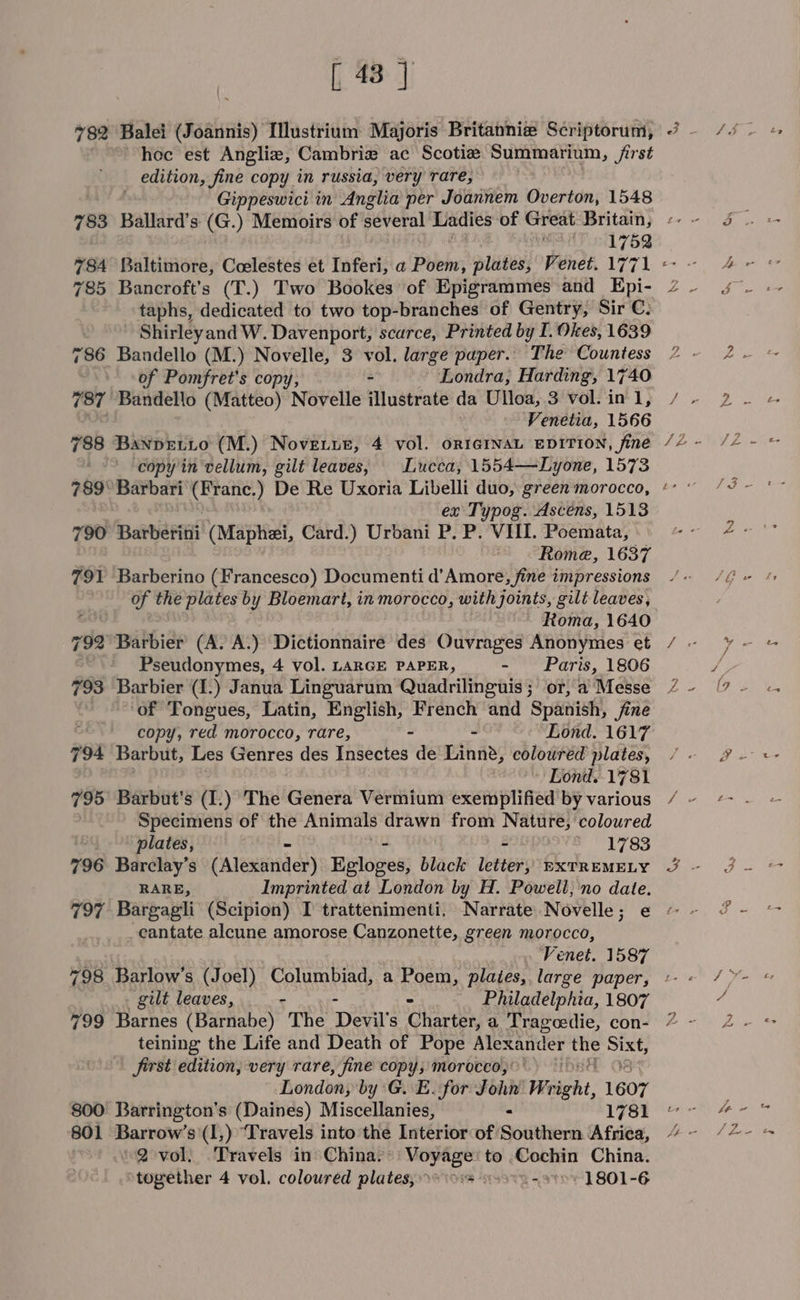 [ 43 ]
782 Balei (Joannis) Illustrium Majoris Britanniæ Scriptorum,
hoc est Angliæ, Cambriæ ac Scotiæ Summarium, first
edition, fine copy in russia, very rare,
Gippeswici in Anglia per Joannem Overton, 1548
783 Ballard's (G.) Memoirs of several Ladies of Great Britain,
1752
784 Baltimore, Cœlestes et Inferi, a Poem, plates, Venet. 1771
785 Bancroft's (T.) Two Bookes of Epigrammes and Epi-
taphs, dedicated to two top-branches of Gentry, Sir C.
Shirley and W. Davenport, scarce, Printed by I. Okes, 1639
786 Bandello (M.) Novelle, 3 vol. large paper. The Countess
of Pomfret's copy, - Londra, Harding, 1740
787 Bandello (Matteo) Novelle illustrate da Ulloa, 3 vol. in 1,
Venetia, 1566
788 BANDELLO (M.) NOVELLE, 4 vol. ORIGINAL EDITION, fine
copy in vellum, gilt leaves, Lucca, 1554—Lyone, 1573
789 Barbari (Franc.) De Re Uxoria Libelli duo, green morocco,
ex Typog. Ascens, 1513
790 Barberini (Maphæi, Card.) Urbani P. P. VIII. Poemata,
Romæ, 1637
791 Barberino (Francesco) Documenti d'Amore, fine impressions
of the plates by Bloemart, in morocco, with joints, gilt leaves,
Roma, 1640
792 Barbier (A. A.) Dictionnaire des Ouvrages Anonymes et
Pseudonymes, 4 vol. LARGE PAPER, - Paris, 1806
793 Barbier (I.) Janua Linguarum Quadrilinguis; or, a Messe
of Tongues, Latin, English, French and Spanish, fine
copy, red morocco, rare, - - Lond. 1617
794 Barbut, Les Genres des Insectes de Linnè, coloured plates,
Lond. 1781
795 Barbut's (I.) The Genera Vermium exemplified by various
Specimens of the Animals drawn from Nature, coloured
plates, - - - 1783
796 Barclay's (Alexander) Egloges, black letter, EXTREMELY
RARE, Imprinted at London by H. Powell, no date.
797 Bargagli (Scipion) I trattenimenti. Narrate Novelle; e
cantate alcune amorose Canzonette, green morocco,
Venet. 1587
798 Barlow's (Joel) Columbiad, a Poem, plates, large paper,
gilt leaves, - - - Philadelphia, 1807
799 Barnes (Barnabe) The Devil's Charter, a Tragœdie, con-
teining the Life and Death of Pope Alexander the Sixt,
first edition, very rare, fine copy, morocco,
London, by G. E. for John Wright, 1607
800 Barrington's (Daines) Miscellanies, - 1781
801 Barrow's (I,) Travels into the Interior of Southern Africa,
2 vol. Travels in China. Voyage to Cochin China.
together 4 vol. coloured plates, 1801-6